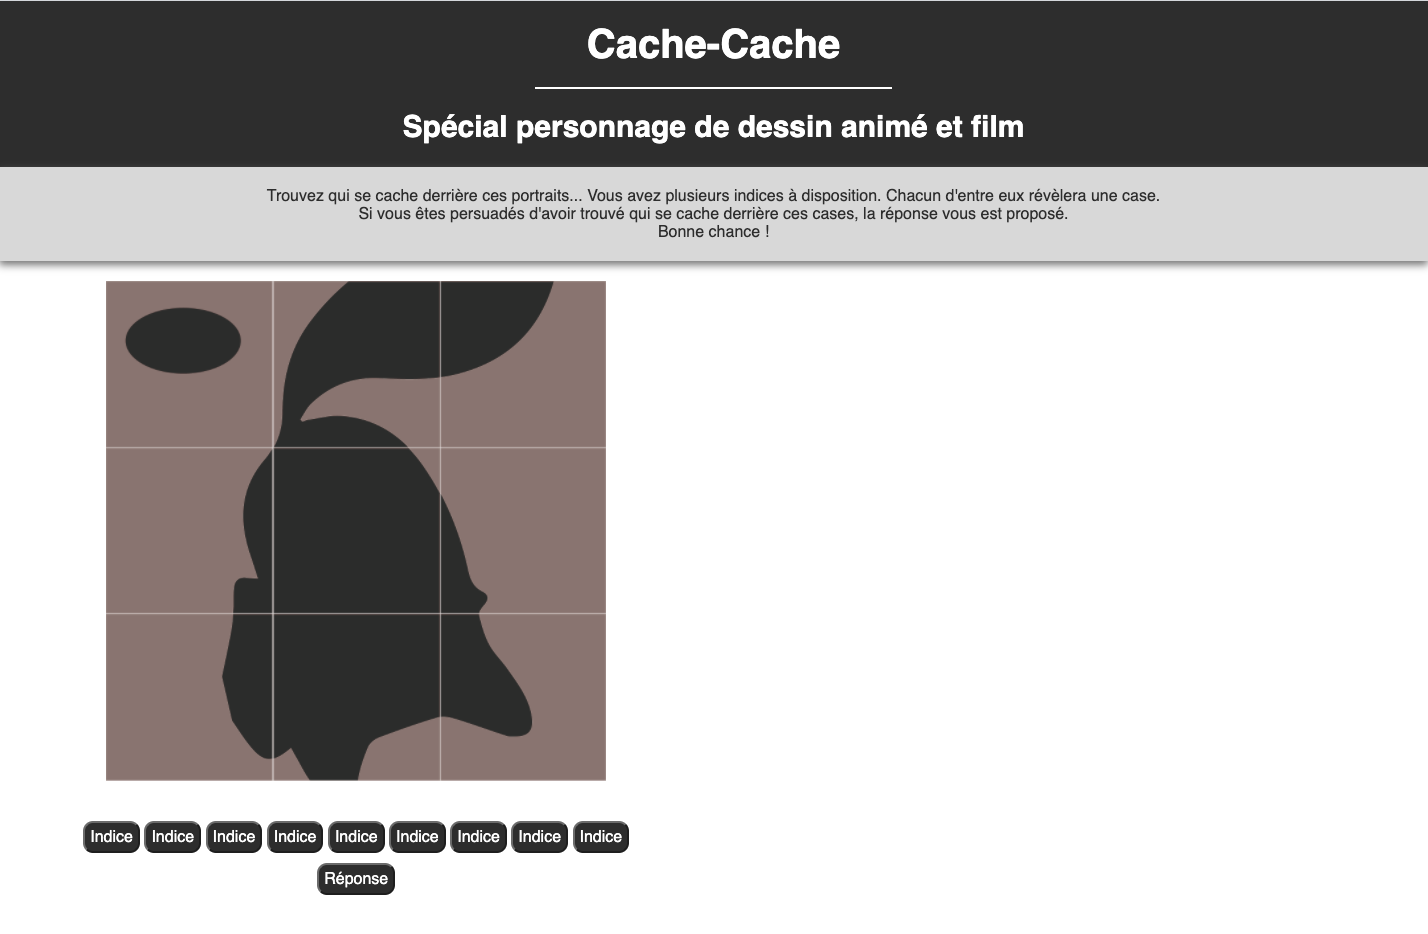 Cache-Cache
Spécial personnage de dessin animé et film
Trouvez qui se cache derrière ces portraits... Vous avez plusieurs indices à disposition. Chacun d'entre eux révèlera une case.
Si vous êtes persuadés d'avoir trouvé qui se cache derrière ces cases, la réponse vous est proposé.
Bonne chance !
Indice Indice Indice Indice Indice Indice Indice Indice Indice
Réponse